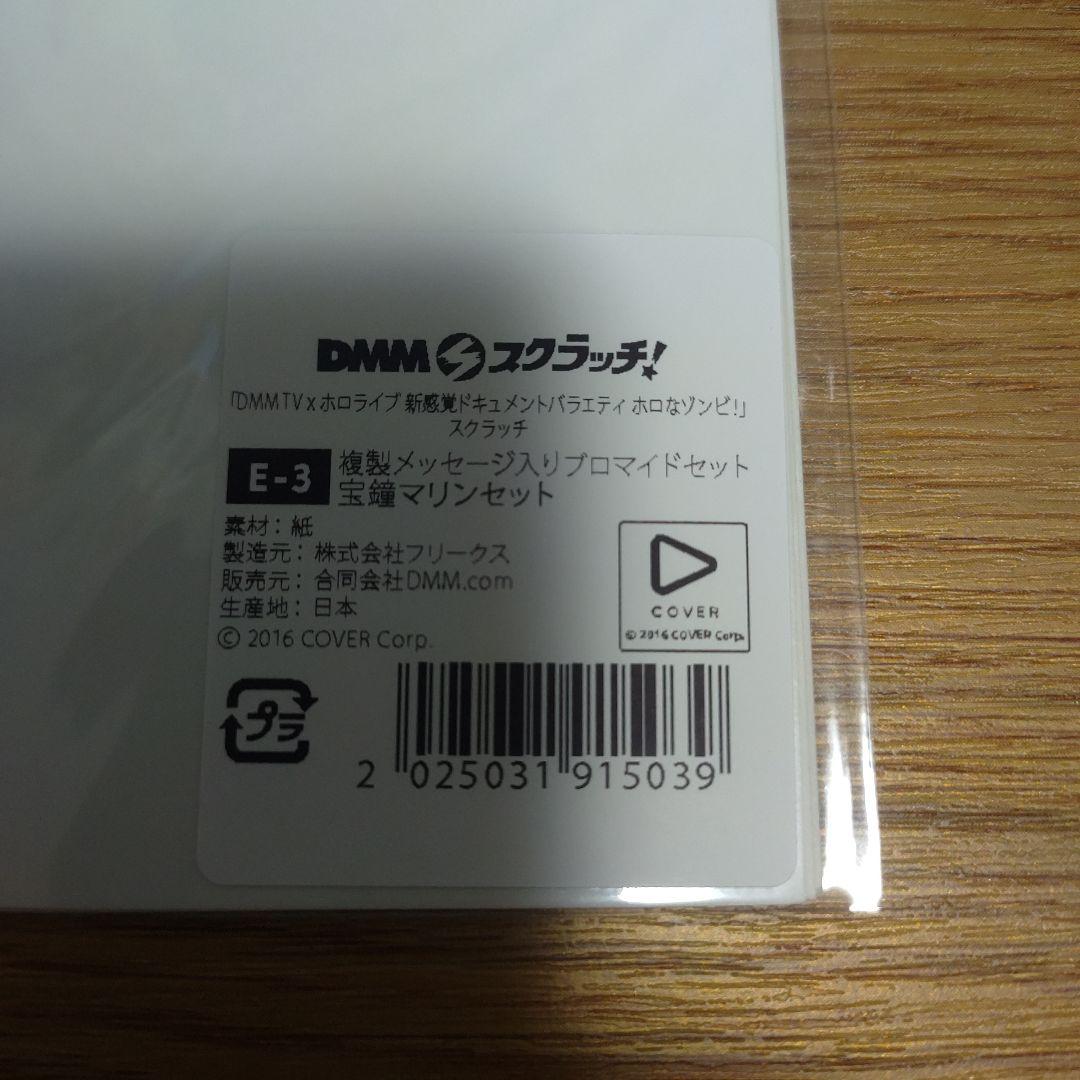 DMM スクラッチ!
「DMM TV x ホロライブ 新感覚ドキュメントバラエティ ホロなゾンビ!」
スクラッチ
E-3 複製メッセージ入りブロマイドセット
宝鐘マリンセット
素材:紙
製造元:株式会社フリークス
販売元:合同会社DMM.com
生産地:日本
© 2016 COVER Corp.
COVER
© 2016 COVER Corp.
プラ
2 025031 915039